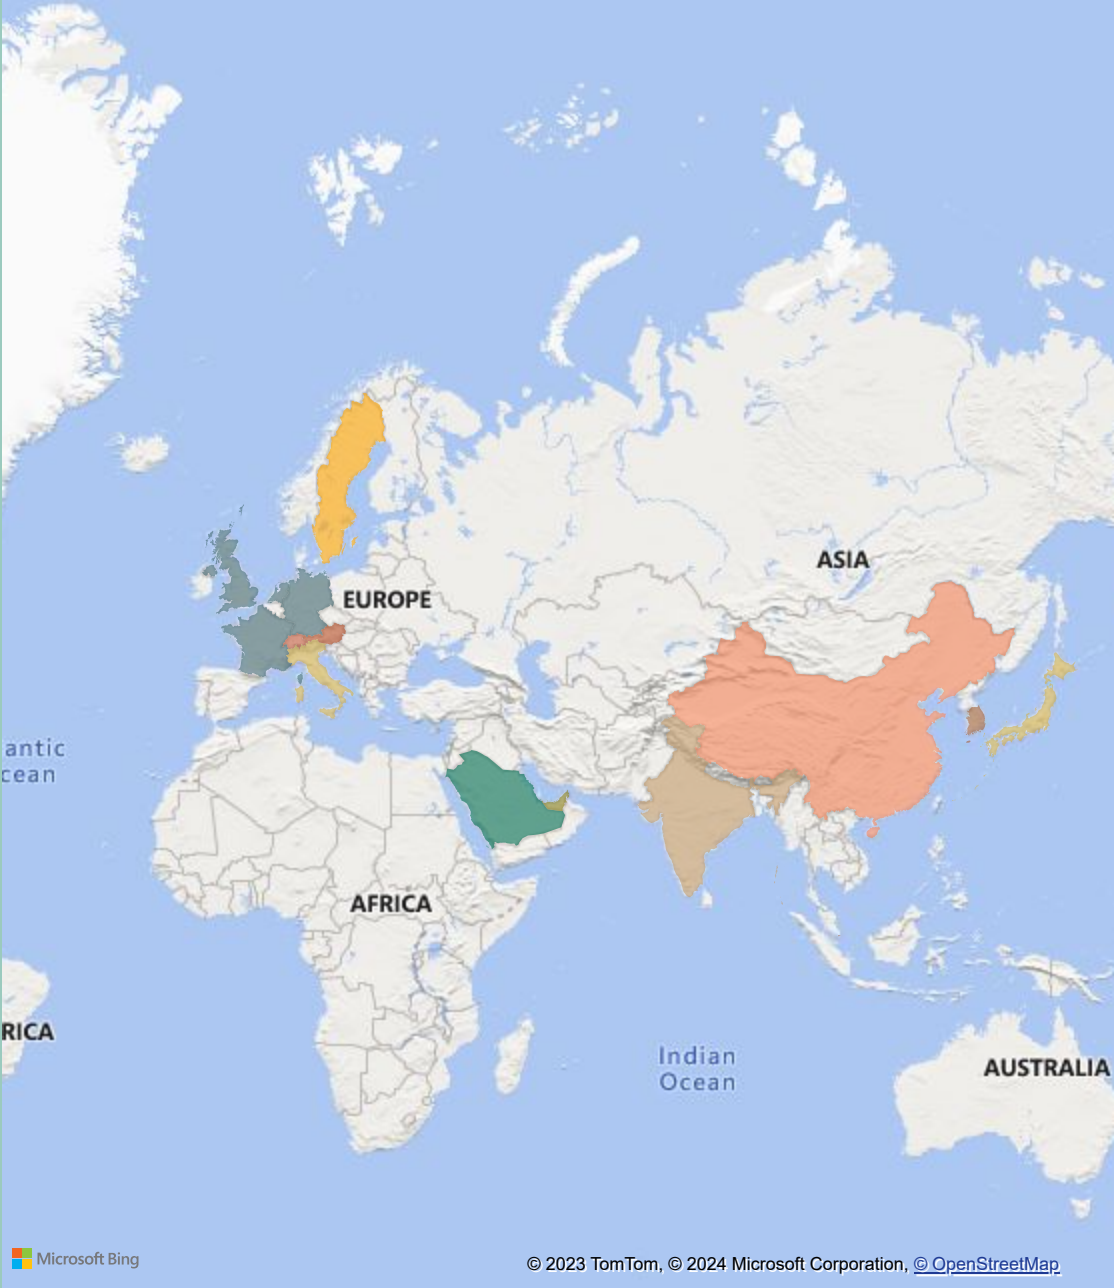 ASIA
EUROPE
antic
cean
AFRICA
RICA
Indian
Ocean
AUSTRALIA
Microsoft Bing
© 2023 TomTom, © 2024 Microsoft Corporation, © OpenStreetMap